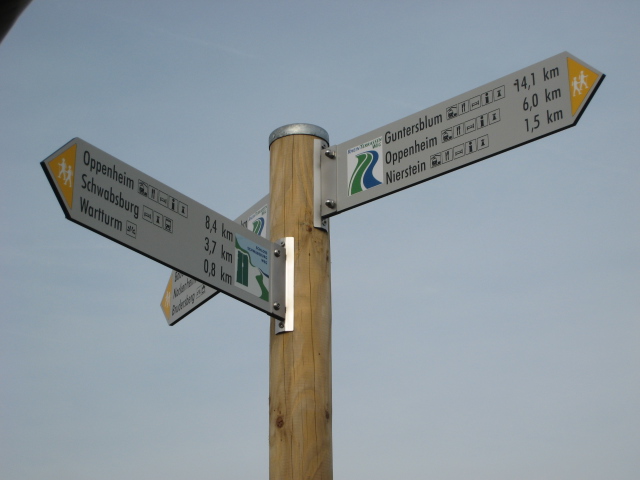 Oppenheim 8,4 km
Schwabsburg 3,7 km
Wartturm 0,8 km
Guntersblum 14,1 km
Oppenheim 6,0 km
Nierstein 1,5 km